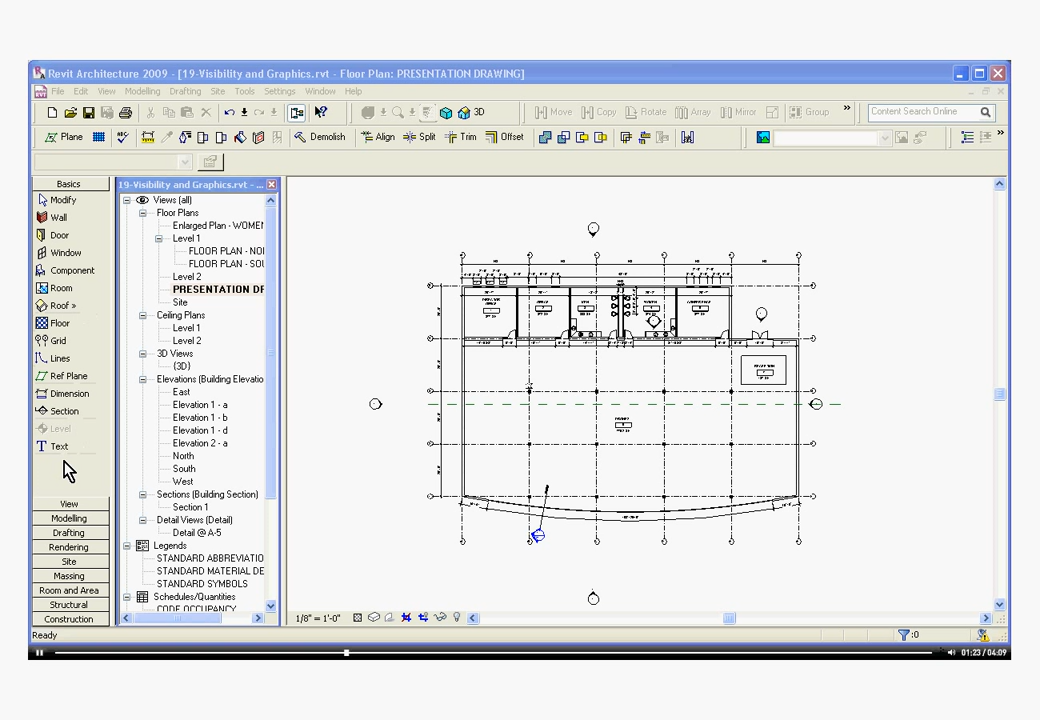 Revit Architecture 2009 - [19-Visibility and Graphics.rvt - Floor Plan: PRESENTATION DRAWING]
File Edit View Modelling Drafting Site Tools Settings Window Help
3D Move Copy Rotate Array Mirror Group » Content Search Online
Plane Demolish Align Split Trim Offset »
Basics
Modify
Wall
Door
Window
Component
Room
Roof »
Floor
Grid
Lines
Ref Plane
Dimension
Section
Level
Text
View
Modelling
Drafting
Rendering
Site
Massing
Room and Area
Structural
Construction
19-Visibility and Graphics.rvt - ...
Views (all)
Floor Plans
Enlarged Plan - WOMEN
Level 1
FLOOR PLAN - NOI
FLOOR PLAN - SOU
Level 2
PRESENTATION DF
Site
Ceiling Plans
Level 1
Level 2
3D Views
{3D}
Elevations (Building Elevatio
East
Elevation 1 - a
Elevation 1 - b
Elevation 1 - d
Elevation 2 - a
North
South
West
Sections (Building Section)
Section 1
Detail Views (Detail)
Detail @ A-5
Legends
STANDARD ABBREVIATIO
STANDARD MATERIAL DE
STANDARD SYMBOLS
Schedules/Quantities
CODE OCCUPANCY
1/8" = 1'-0"
Ready
:0
01:23 / 04:09